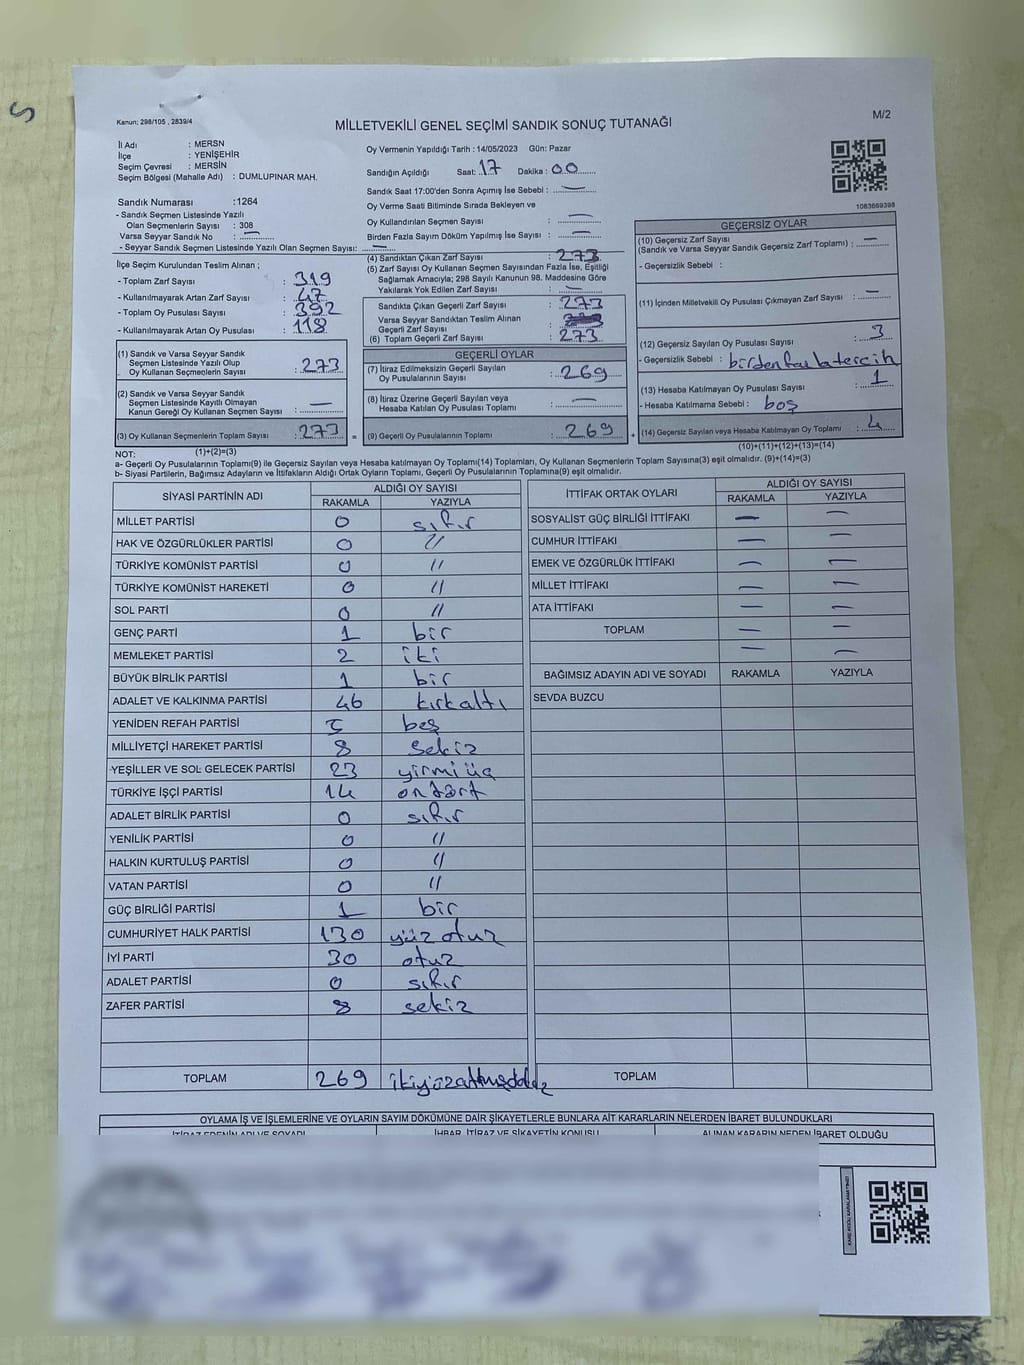 S
Kanun: 298/105 , 2839/4
M/2
MİLLETVEKİLİ GENEL SEÇİMİ SANDIK SONUÇ TUTANAĞI
İl Adı : MERSN
İlçe : YENİŞEHİR
Seçim Çevresi : MERSİN
Seçim Bölgesi (Mahalle Adı) : DUMLUPINAR MAH.
Sandık Numarası :1264
- Sandık Seçmen Listesinde Yazılı
Olan Seçmenlerin Sayısı : 308
Varsa Seyyar Sandık No : —
- Seyyar Sandık Seçmen Listesinde Yazılı Olan Seçmen Sayısı: —
Oy Vermenin Yapıldığı Tarih : 14/05/2023 Gün: Pazar
Sandığın Açıldığı Saat: 17 Dakika : 00
Sandık Saat 17:00'den Sonra Açımış İse Sebebi : —
Oy Verme Saati Bitiminde Sırada Bekleyen ve
Oy Kullandırılan Seçmen Sayısı : —
Birden Fazla Sayım Döküm Yapılmış İse Sayısı : —
1083669398
İlçe Seçim Kurulundan Teslim Alınan ;
- Toplam Zarf Sayısı : 319
- Kullanılmayarak Artan Zarf Sayısı : 47
- Toplam Oy Pusulası Sayısı : 392
- Kullanılmayarak Artan Oy Pusulası : 118
(4) Sandıktan Çıkan Zarf Sayısı : 273
(5) Zarf Sayısı Oy Kullanan Seçmen Sayısından Fazla İse, Eşitliği
Sağlamak Amacıyla; 298 Sayılı Kanunun 98. Maddesine Göre
Yakılarak Yok Edilen Zarf Sayısı : —
Sandıkta Çıkan Geçerli Zarf Sayısı : 273
Varsa Seyyar Sandıktan Teslim Alınan
Geçerli Zarf Sayısı :
(6) Toplam Geçerli Zarf Sayısı : 273
GEÇERSİZ OYLAR
(10) Geçersiz Zarf Sayısı
(Sandık ve Varsa Seyyar Sandık Geçersiz Zarf Toplamı) : —
- Geçersizlik Sebebi :
(11) İçinden Milletvekili Oy Pusulası Çıkmayan Zarf Sayısı : —
(12) Geçersiz Sayılan Oy Pusulası Sayısı : 3
- Geçersizlik Sebebi : birden fazla tercih
(13) Hesaba Katılmayan Oy Pusulası Sayısı : 1
- Hesaba Katılmama Sebebi : boş
(14) Geçersiz Sayılan veya Hesaba Katılmayan Oy Toplamı : 4
(10)+(11)+(12)+(13)=(14)
(1) Sandık ve Varsa Seyyar Sandık
Seçmen Listesinde Yazılı Olup
Oy Kullanan Seçmenlerin Sayısı : 273
(2) Sandık ve Varsa Seyyar Sandık
Seçmen Listesinde Kayıtlı Olmayan
Kanun Gereği Oy Kullanan Seçmen Sayısı : —
(3) Oy Kullanan Seçmenlerin Toplam Sayısı : 273 =
GEÇERLİ OYLAR
(7) İtiraz Edilmeksizin Geçerli Sayılan
Oy Pusulalarının Sayısı : 269
(8) İtiraz Üzerine Geçerli Sayılan veya
Hesaba Katılan Oy Pusulası Toplamı : —
(9) Geçerli Oy Pusulalarının Toplamı : 269 +
NOT: (1)+(2)=(3)
a- Geçerli Oy Pusulalarının Toplamı(9) ile Geçersiz Sayılan veya Hesaba katılmayan Oy Toplamı(14) Toplamları, Oy Kullanan Seçmenlerin Toplam Sayısına(3) eşit olmalıdır. (9)+(14)=(3)
b- Siyasi Partilerin, Bağımsız Adayların ve İttifakların Aldığı Ortak Oyların Toplamı, Geçerli Oy Pusulalarının Toplamına(9) eşit olmalıdır.
SİYASİ PARTİNİN ADI ALDIĞI OY SAYISI
RAKAMLA YAZIYLA
MİLLET PARTİSİ 0 sıfır
HAK VE ÖZGÜRLÜKLER PARTİSİ 0 //
TÜRKİYE KOMÜNİST PARTİSİ 0 //
TÜRKİYE KOMÜNİST HAREKETİ 0 //
SOL PARTİ 0 //
GENÇ PARTİ 1 bir
MEMLEKET PARTİSİ 2 iki
BÜYÜK BİRLİK PARTİSİ 1 bir
ADALET VE KALKINMA PARTİSİ 46 kırkaltı
YENİDEN REFAH PARTİSİ 5 beş
MİLLİYETÇİ HAREKET PARTİSİ 8 sekiz
YEŞİLLER VE SOL GELECEK PARTİSİ 23 yirmi üç
TÜRKİYE İŞÇİ PARTİSİ 14 on dört
ADALET BİRLİK PARTİSİ 0 sıfır
YENİLİK PARTİSİ 0 //
HALKIN KURTULUŞ PARTİSİ 0 //
VATAN PARTİSİ 0 //
GÜÇ BİRLİĞİ PARTİSİ 1 bir
CUMHURİYET HALK PARTİSİ 130 yüz otuz
İYİ PARTİ 30 otuz
ADALET PARTİSİ 0 sıfır
ZAFER PARTİSİ 8 sekiz
TOPLAM 269 ikiyüzaltmışdokuz
İTTİFAK ORTAK OYLARI ALDIĞI OY SAYISI
RAKAMLA YAZIYLA
SOSYALİST GÜÇ BİRLİĞİ İTTİFAKI — —
CUMHUR İTTİFAKI — —
EMEK VE ÖZGÜRLÜK İTTİFAKI — —
MİLLET İTTİFAKI — —
ATA İTTİFAKI — —
TOPLAM — —
— —
BAĞIMSIZ ADAYIN ADI VE SOYADI RAKAMLA YAZIYLA
SEVDA BUZCU
TOPLAM
OYLAMA İŞ VE İŞLEMLERİNE VE OYLARIN SAYIM DÖKÜMÜNE DAİR ŞİKAYETLERLE BUNLARA AİT KARARLARIN NELERDEN İBARET BULUNDUKLARI
İTİRAZ EDENİN ADI VE SOYADI İHBAR, İTİRAZ VE ŞİKAYETİN KONUSU ALINAN KARARIN NEDEN İBARET OLDUĞU